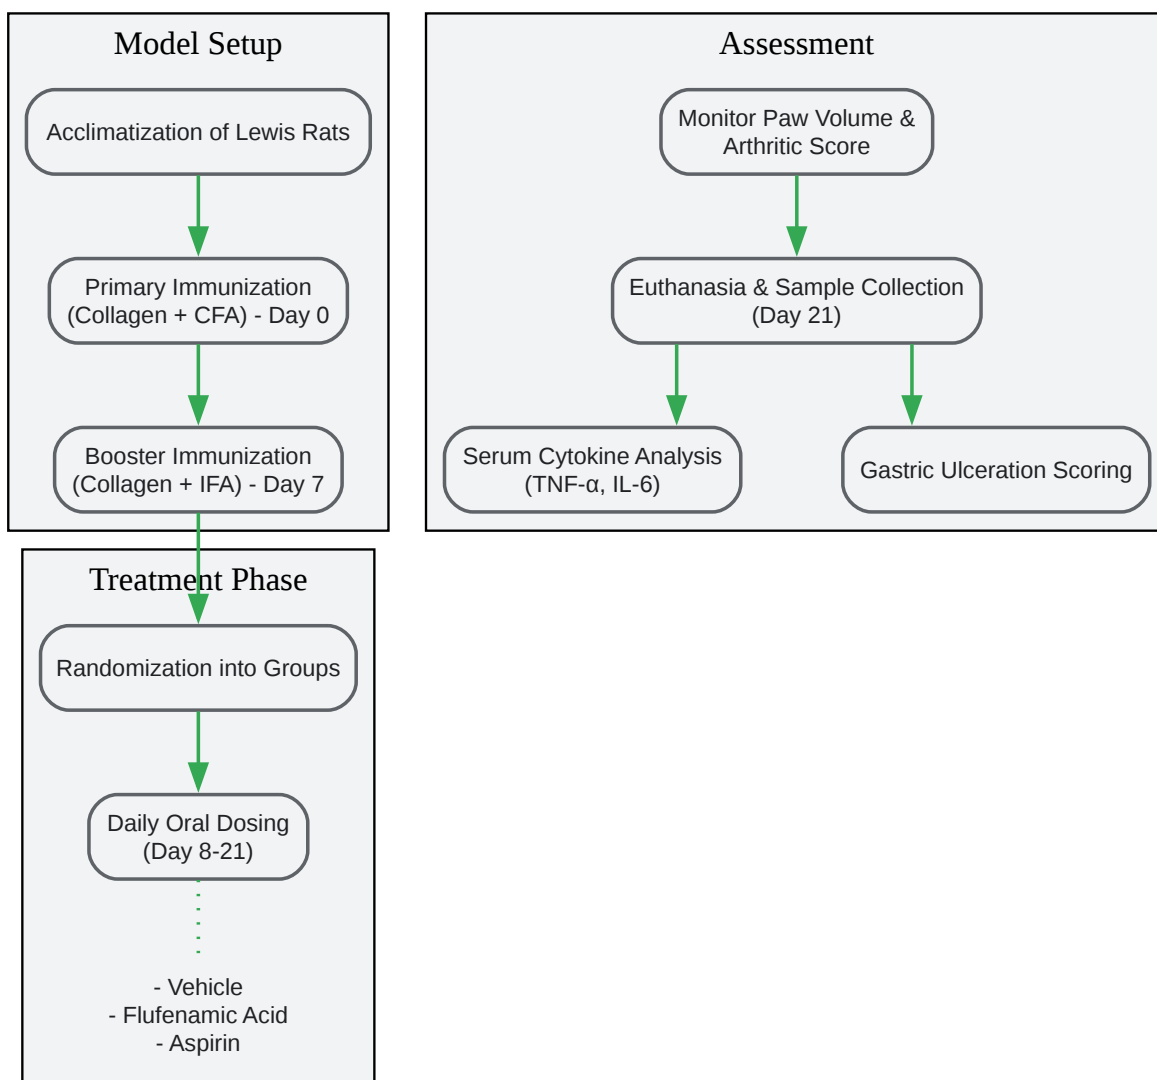 Model Setup
Acclimatization of Lewis Rats
Primary Immunization
(Collagen + CFA) - Day 0
Booster Immunization
(Collagen + IFA) - Day 7
Treatment Phase
Randomization into Groups
Daily Oral Dosing
(Day 8-21)
- Vehicle
- Flufenamic Acid
- Aspirin
Assessment
Monitor Paw Volume &
Arthritic Score
Euthanasia & Sample Collection
(Day 21)
Serum Cytokine Analysis
(TNF-α, IL-6)
Gastric Ulceration Scoring